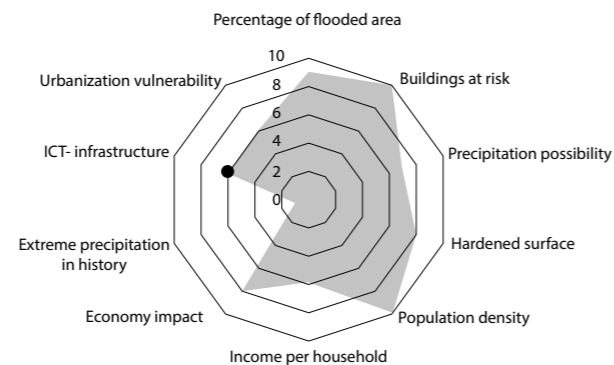 Percentage of flooded area
10
Urbanization vulnerability
8
Buildings at risk
6
ICT- infrastructure
4
Precipitation possibility
2
0
Extreme precipitation
in history
Hardened surface
Economy impact
Population density
Income per household